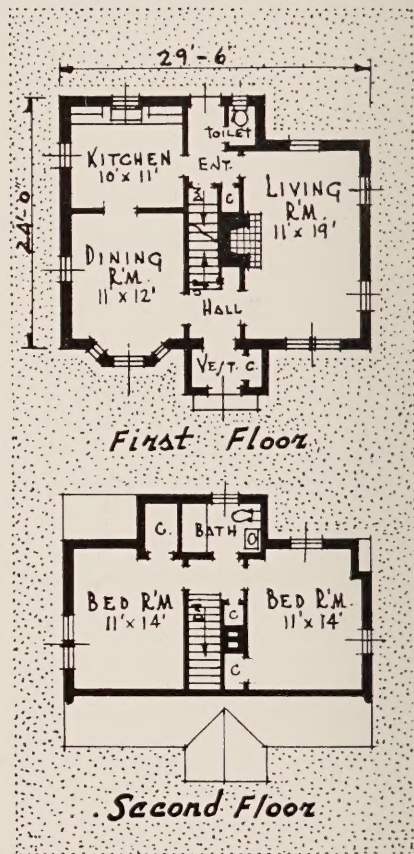 29'-6"
24'-0"
TOILET
KITCHEN
10' x 11'
ENT.
C
LIVING
R'M.
11' x 19'
DINING
R'M.
11' x 12'
HALL
VEST.
C.
First Floor
C.
BATH
BED R'M.
11' x 14'
DN
C
BED R'M.
11' x 14'
C
Second Floor